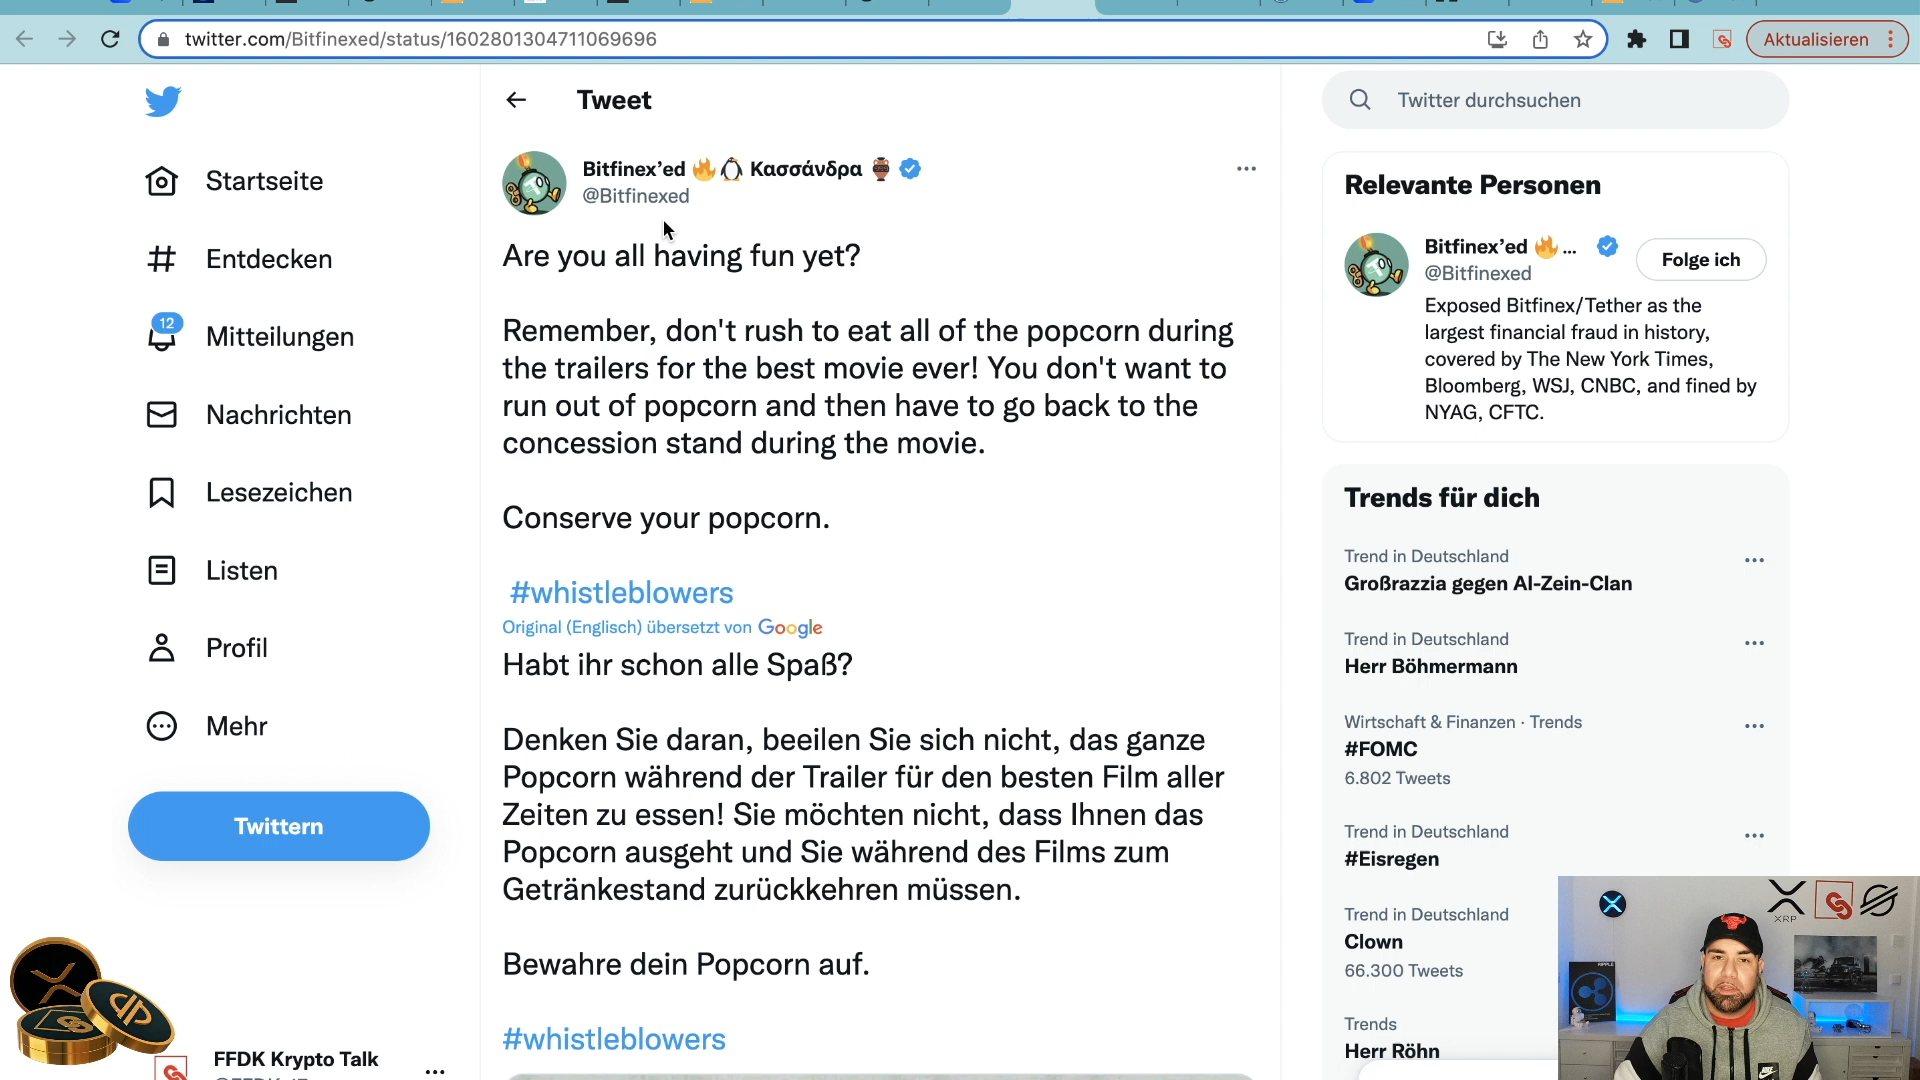 twitter.com/Bitfinexed/status/1602801304711069696
Aktualisieren
Startseite
Entdecken
12
Mitteilungen
Nachrichten
Lesezeichen
Listen
Profil
Mehr
Twittern
FFDK Krypto Talk
Tweet
Bitfinex’ed 🔥🐧 Κασσάνδρα 🏺
@Bitfinexed
Are you all having fun yet?
Remember, don't rush to eat all of the popcorn during
the trailers for the best movie ever! You don't want to
run out of popcorn and then have to go back to the
concession stand during the movie.
Conserve your popcorn.
#whistleblowers
Original (Englisch) übersetzt von Google
Habt ihr schon alle Spaß?
Denken Sie daran, beeilen Sie sich nicht, das ganze
Popcorn während der Trailer für den besten Film aller
Zeiten zu essen! Sie möchten nicht, dass Ihnen das
Popcorn ausgeht und Sie während des Films zum
Getränkestand zurückkehren müssen.
Bewahre dein Popcorn auf.
#whistleblowers
Twitter durchsuchen
Relevante Personen
Bitfinex’ed 🔥 ...
@Bitfinexed
Folge ich
Exposed Bitfinex/Tether as the
largest financial fraud in history,
covered by The New York Times,
Bloomberg, WSJ, CNBC, and fined by
NYAG, CFTC.
Trends für dich
Trend in Deutschland
Großrazzia gegen Al-Zein-Clan
Trend in Deutschland
Herr Böhmermann
Wirtschaft & Finanzen · Trends
#FOMC
6.802 Tweets
Trend in Deutschland
#Eisregen
Trend in Deutschland
Clown
66.300 Tweets
Trends
Herr Röhn
XRP
RIPPLE